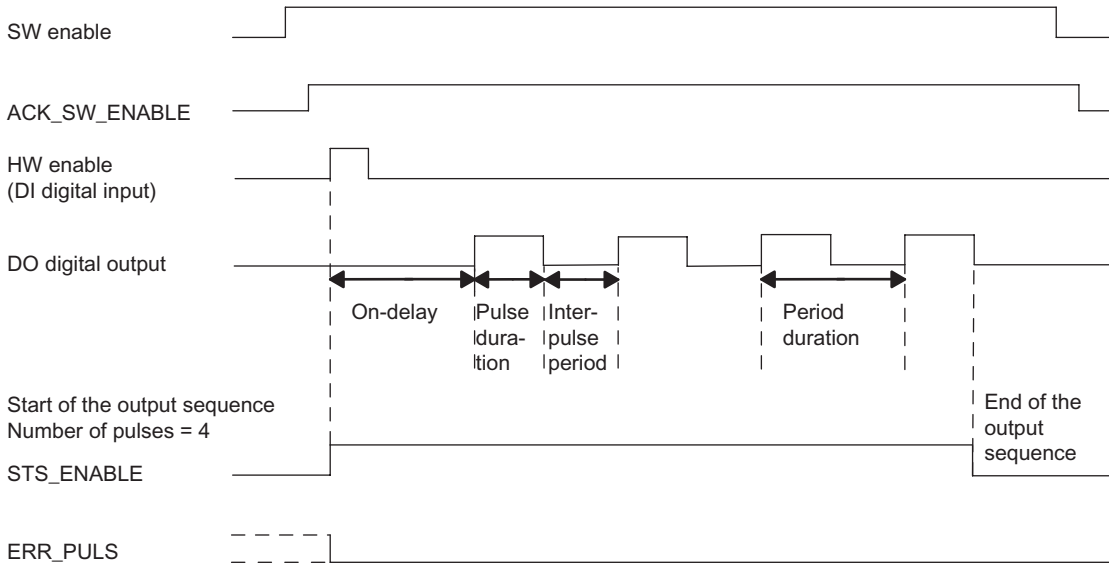 SW enable
ACK_SW_ENABLE
HW enable
(DI digital input)
DO digital output
On-delay
Pulse
dura-
tion
Inter-
pulse
period
Period
duration
Start of the output sequence
Number of pulses = 4
End of the
output
sequence
STS_ENABLE
ERR_PULS